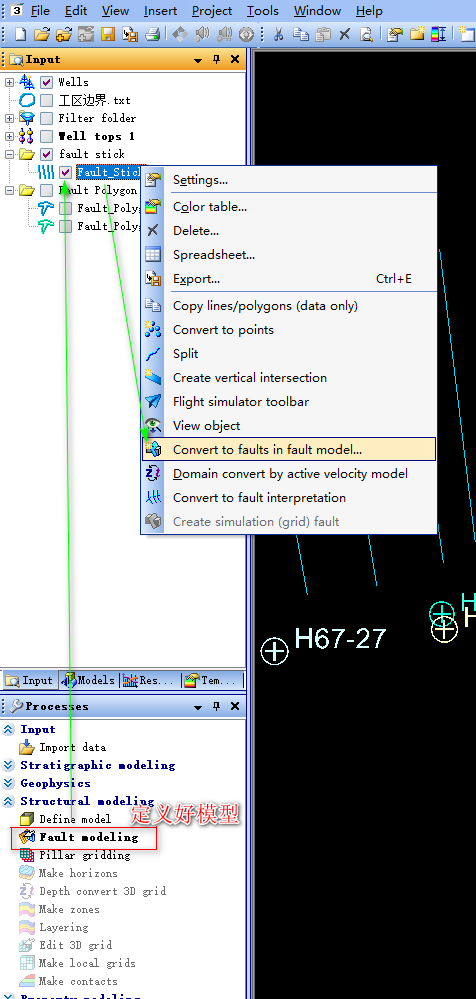 3 File Edit View Insert Project Tools Window Help
Input
Wells
工区边界.txt
Filter folder
Well tops 1
fault stick
Fault_Stick
Fault Polygon
Fault_Poly
Fault_Poly
Settings...
Color table...
Delete...
Spreadsheet...
Export... Ctrl+E
Copy lines/polygons (data only)
Convert to points
Split
Create vertical intersection
Flight simulator toolbar
View object
Convert to faults in fault model...
Domain convert by active velocity model
Convert to fault interpretation
Create simulation (grid) fault
H
H
H67-27
Input Models Res... Tem...
Processes
Input
Import data
Stratigraphic modeling
Geophysics
Structural modeling
Define model
定义好模型
Fault modeling
Pillar gridding
Make horizons
Depth convert 3D grid
Make zones
Layering
Edit 3D grid
Make local grids
Make contacts
Property modeling